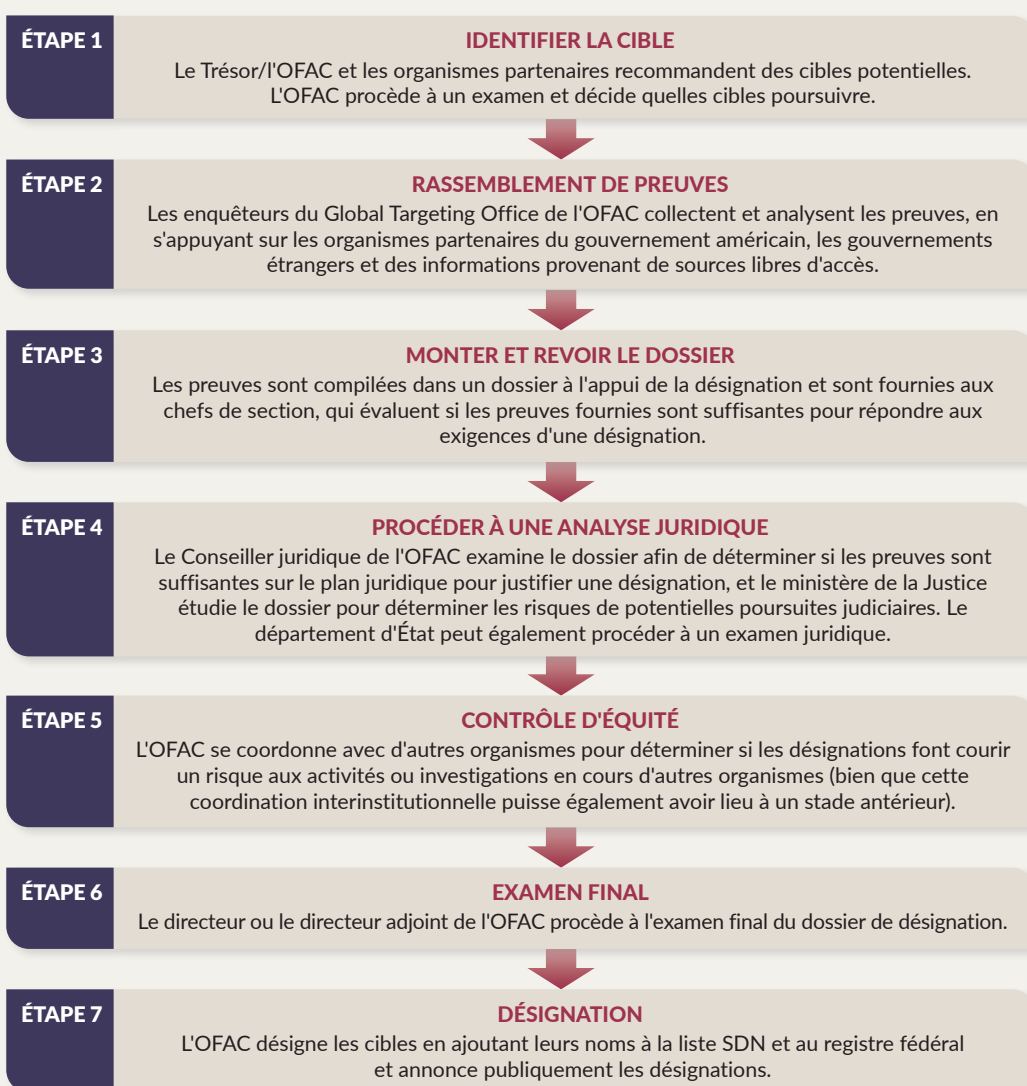 ÉTAPE 1
IDENTIFIER LA CIBLE
Le Trésor/l'OFAC et les organismes partenaires recommandent des cibles potentielles.
L'OFAC procède à un examen et décide quelles cibles poursuivre.
ÉTAPE 2
RASSEMBLEMENT DE PREUVES
Les enquêteurs du Global Targeting Office de l'OFAC collectent et analysent les preuves, en
s'appuyant sur les organismes partenaires du gouvernement américain, les gouvernements
étrangers et des informations provenant de sources libres d'accès.
ÉTAPE 3
MONTER ET REVOIR LE DOSSIER
Les preuves sont compilées dans un dossier à l'appui de la désignation et sont fournies aux
chefs de section, qui évaluent si les preuves fournies sont suffisantes pour répondre aux
exigences d'une désignation.
ÉTAPE 4
PROCÉDER À UNE ANALYSE JURIDIQUE
Le Conseiller juridique de l'OFAC examine le dossier afin de déterminer si les preuves sont
suffisantes sur le plan juridique pour justifier une désignation, et le ministère de la Justice
étudie le dossier pour déterminer les risques de potentielles poursuites judiciaires. Le
département d'État peut également procéder à un examen juridique.
ÉTAPE 5
CONTRÔLE D'ÉQUITÉ
L'OFAC se coordonne avec d'autres organismes pour déterminer si les désignations font courir
un risque aux activités ou investigations en cours d'autres organismes (bien que cette
coordination interinstitutionnelle puisse également avoir lieu à un stade antérieur).
ÉTAPE 6
EXAMEN FINAL
Le directeur ou le directeur adjoint de l'OFAC procède à l'examen final du dossier de désignation.
ÉTAPE 7
DÉSIGNATION
L'OFAC désigne les cibles en ajoutant leurs noms à la liste SDN et au registre fédéral
et annonce publiquement les désignations.